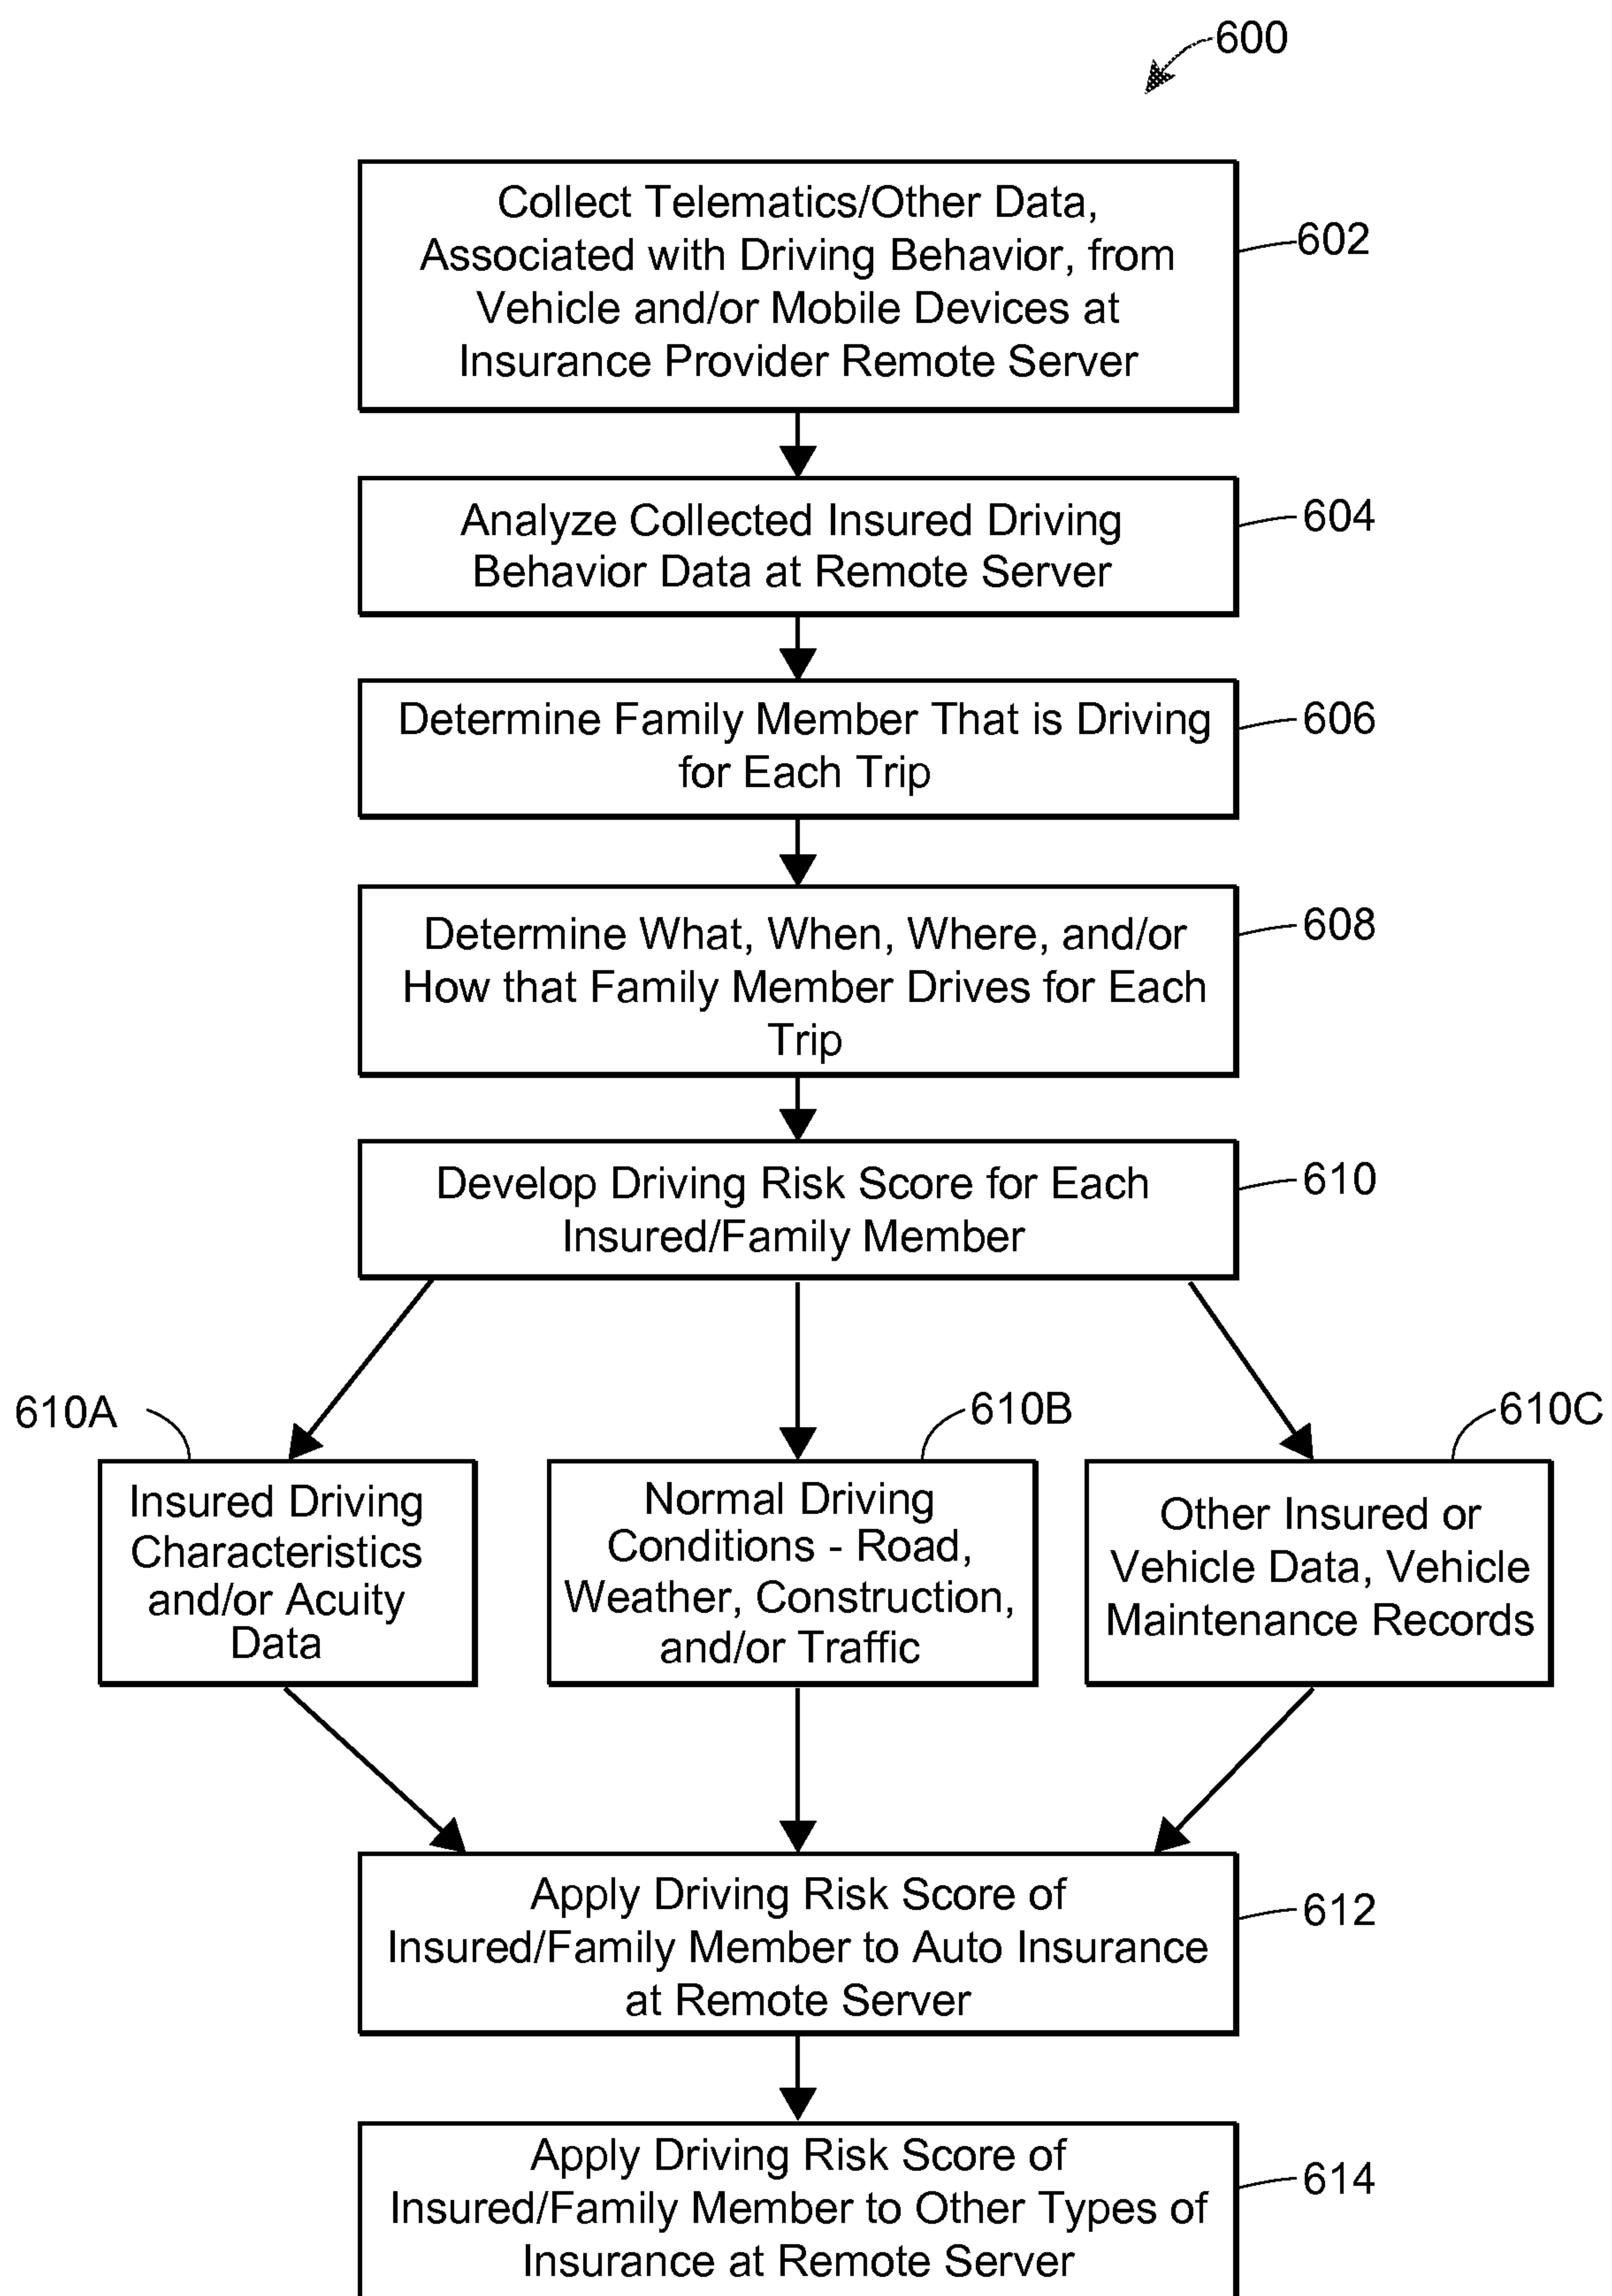 600
Collect Telematics/Other Data,
Associated with Driving Behavior, from
Vehicle and/or Mobile Devices at
Insurance Provider Remote Server
602
Analyze Collected Insured Driving
Behavior Data at Remote Server
604
Determine Family Member That is Driving
for Each Trip
606
Determine What, When, Where, and/or
How that Family Member Drives for Each
Trip
608
Develop Driving Risk Score for Each
Insured/Family Member
610
610A
Insured Driving
Characteristics
and/or Acuity
Data
610B
Normal Driving
Conditions - Road,
Weather, Construction,
and/or Traffic
610C
Other Insured or
Vehicle Data, Vehicle
Maintenance Records
Apply Driving Risk Score of
Insured/Family Member to Auto Insurance
at Remote Server
612
Apply Driving Risk Score of
Insured/Family Member to Other Types of
Insurance at Remote Server
614